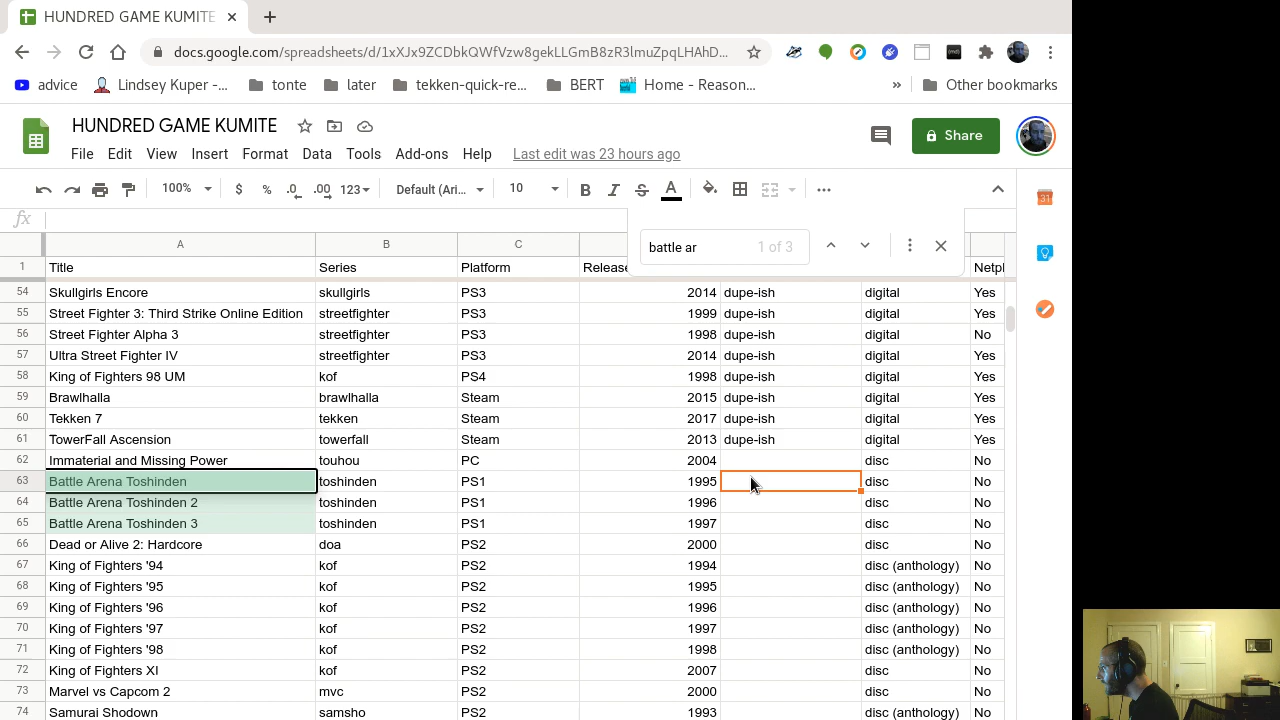 HUNDRED GAME KUMITE
docs.google.com/spreadsheets/d/1xXJx9ZCDbkQWfVzw8gekLLGmB8zR3lmuZpqLHAhD...
advice Lindsey Kuper -... tonte later tekken-quick-re... BERT Home - Reason... » Other bookmarks
HUNDRED GAME KUMITE
Share
File Edit View Insert Format Data Tools Add-ons Help Last edit was 23 hours ago
100% $ % .0 .00 123 Default (Ari... 10 B I S A
fx
battle ar 1 of 3
A B C
1 Title Series Platform Release Netpl
54 Skullgirls Encore skullgirls PS3 2014 dupe-ish digital Yes
55 Street Fighter 3: Third Strike Online Edition streetfighter PS3 1999 dupe-ish digital Yes
56 Street Fighter Alpha 3 streetfighter PS3 1998 dupe-ish digital No
57 Ultra Street Fighter IV streetfighter PS3 2014 dupe-ish digital Yes
58 King of Fighters 98 UM kof PS4 1998 dupe-ish digital Yes
59 Brawlhalla brawlhalla Steam 2015 dupe-ish digital Yes
60 Tekken 7 tekken Steam 2017 dupe-ish digital Yes
61 TowerFall Ascension towerfall Steam 2013 dupe-ish digital Yes
62 Immaterial and Missing Power touhou PC 2004 disc No
63 Battle Arena Toshinden toshinden PS1 1995 disc No
64 Battle Arena Toshinden 2 toshinden PS1 1996 disc No
65 Battle Arena Toshinden 3 toshinden PS1 1997 disc No
66 Dead or Alive 2: Hardcore doa PS2 2000 disc No
67 King of Fighters '94 kof PS2 1994 disc (anthology) No
68 King of Fighters '95 kof PS2 1995 disc (anthology) No
69 King of Fighters '96 kof PS2 1996 disc (anthology) No
70 King of Fighters '97 kof PS2 1997 disc (anthology) No
71 King of Fighters '98 kof PS2 1998 disc (anthology) No
72 King of Fighters XI kof PS2 2007 disc No
73 Marvel vs Capcom 2 mvc PS2 2000 disc No
74 Samurai Shodown samsho PS2 1993 disc (anthology) No